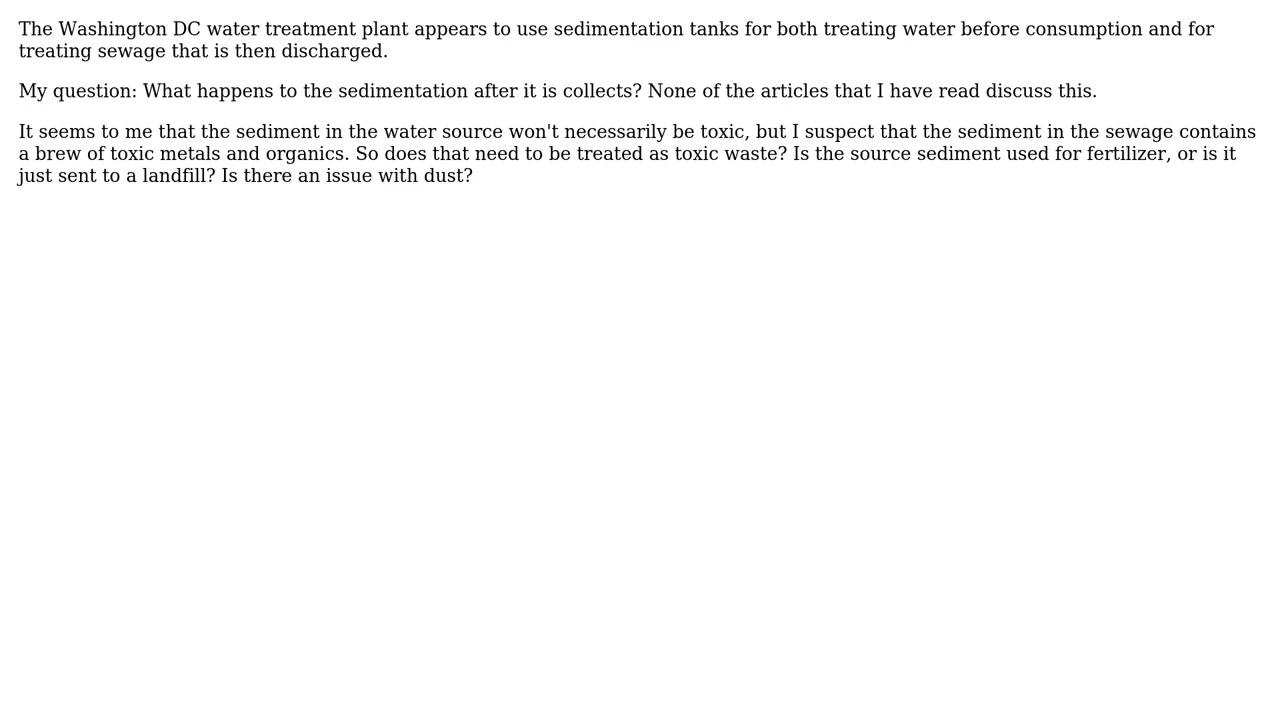 The Washington DC water treatment plant appears to use sedimentation tanks for both treating water before consumption and for
treating sewage that is then discharged.
My question: What happens to the sedimentation after it is collects? None of the articles that I have read discuss this.
It seems to me that the sediment in the water source won't necessarily be toxic, but I suspect that the sediment in the sewage contains
a brew of toxic metals and organics. So does that need to be treated as toxic waste? Is the source sediment used for fertilizer, or is it
just sent to a landfill? Is there an issue with dust?